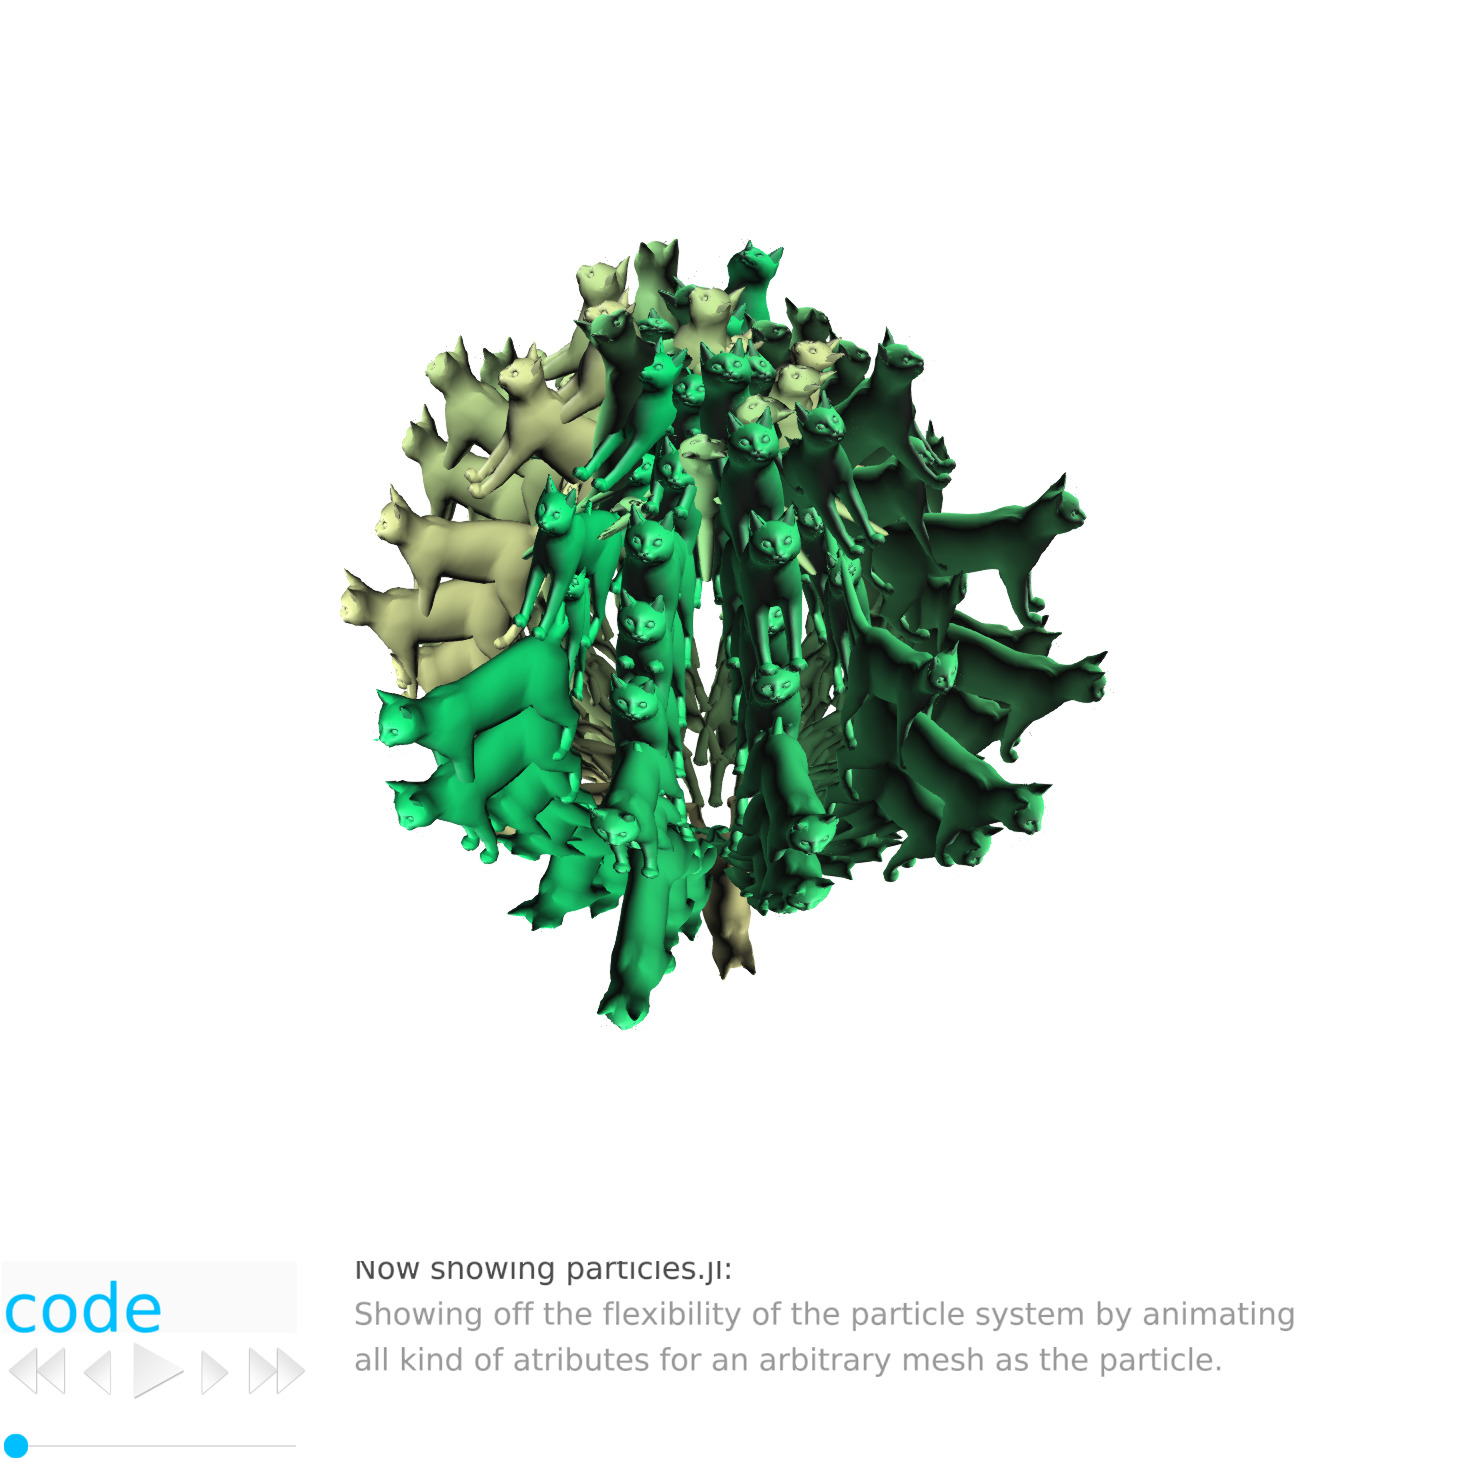 Now showing particles.jl:
code
Showing off the flexibility of the particle system by animating
all kind of atributes for an arbitrary mesh as the particle.